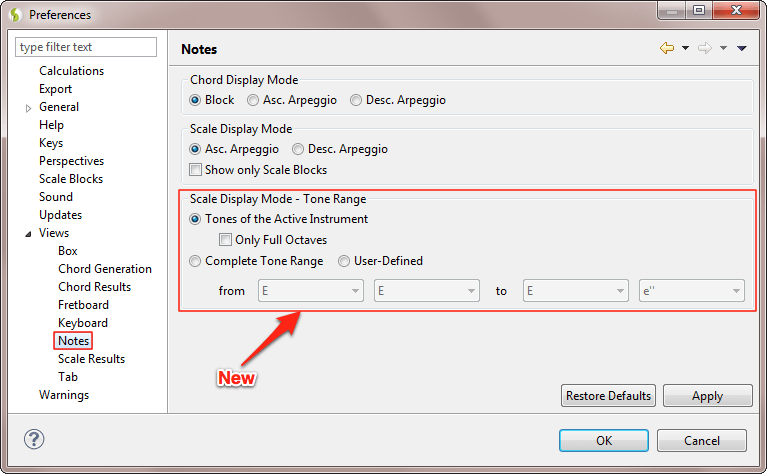 Preferences
type filter text
Calculations
Export
General
Help
Keys
Perspectives
Scale Blocks
Sound
Updates
Views
Box
Chord Generation
Chord Results
Fretboard
Keyboard
Notes
Scale Results
Tab
Warnings
Notes
Chord Display Mode
Block Asc. Arpeggio Desc. Arpeggio
Scale Display Mode
Asc. Arpeggio Desc. Arpeggio
Show only Scale Blocks
Scale Display Mode - Tone Range
Tones of the Active Instrument
Only Full Octaves
Complete Tone Range User-Defined
from E E to E e''
New
Restore Defaults Apply
? OK Cancel